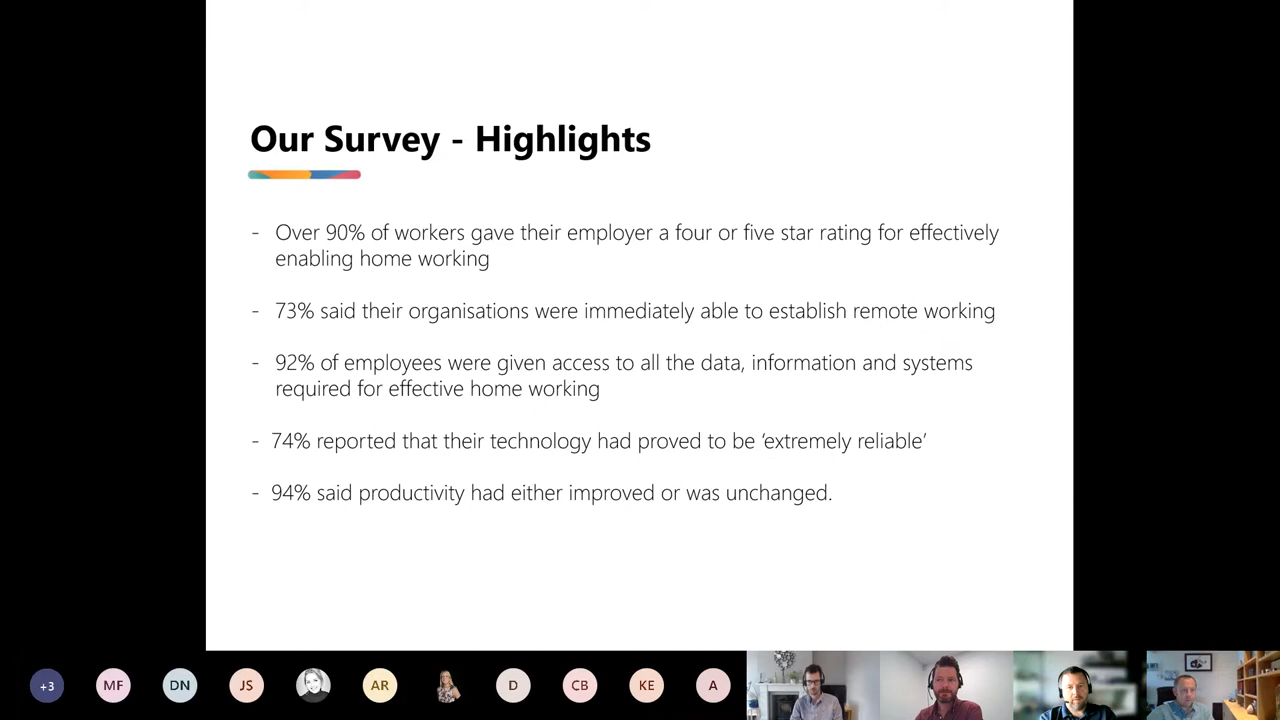 Our Survey - Highlights
- Over 90% of workers gave their employer a four or five star rating for effectively
enabling home working
- 73% said their organisations were immediately able to establish remote working
- 92% of employees were given access to all the data, information and systems
required for effective home working
- 74% reported that their technology had proved to be ‘extremely reliable’
- 94% said productivity had either improved or was unchanged.
+3 MF DN JS AR D CB KE A